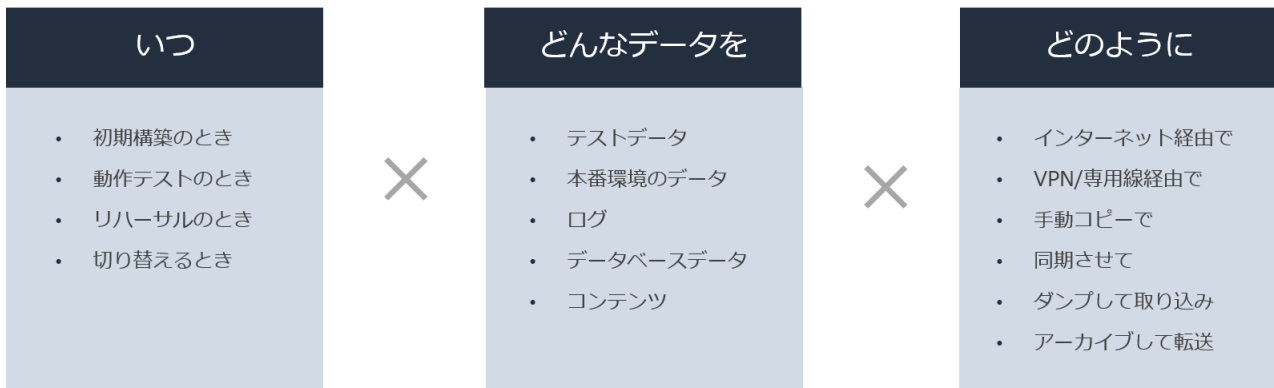 いつ
• 初期構築のとき
• 動作テストのとき
• リハーサルのとき
• 切り替えるとき
×
どんなデータを
• テストデータ
• 本番環境のデータ
• ログ
• データベースデータ
• コンテンツ
×
どのように
• インターネット経由で
• VPN/専用線経由で
• 手動コピーで
• 同期させて
• ダンプして取り込み
• アーカイブして転送